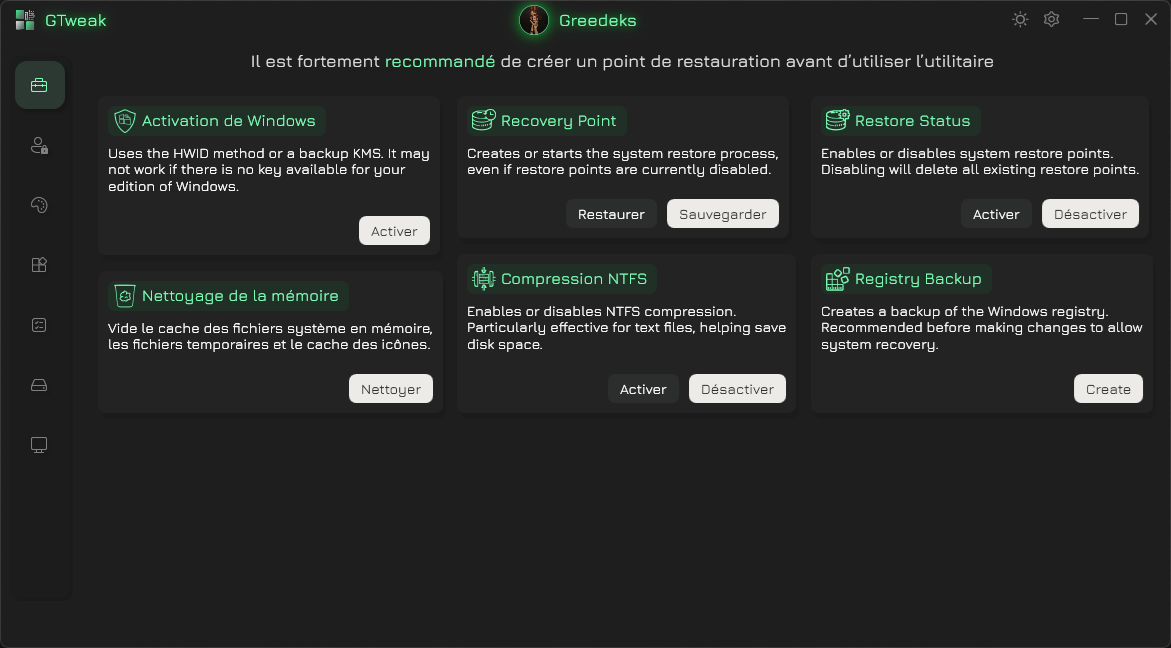 GTweak
Greedeks
Il est fortement recommandé de créer un point de restauration avant d’utiliser l’utilitaire
Activation de Windows
Uses the HWID method or a backup KMS. It may
not work if there is no key available for your
edition of Windows.
Activer
Recovery Point
Creates or starts the system restore process,
even if restore points are currently disabled.
Restaurer
Sauvegarder
Restore Status
Enables or disables system restore points.
Disabling will delete all existing restore points.
Activer
Désactiver
Nettoyage de la mémoire
Vide le cache des fichiers système en mémoire,
les fichiers temporaires et le cache des icônes.
Nettoyer
Compression NTFS
Enables or disables NTFS compression.
Particularly effective for text files, helping save
disk space.
Activer
Désactiver
Registry Backup
Creates a backup of the Windows registry.
Recommended before making changes to allow
system recovery.
Create